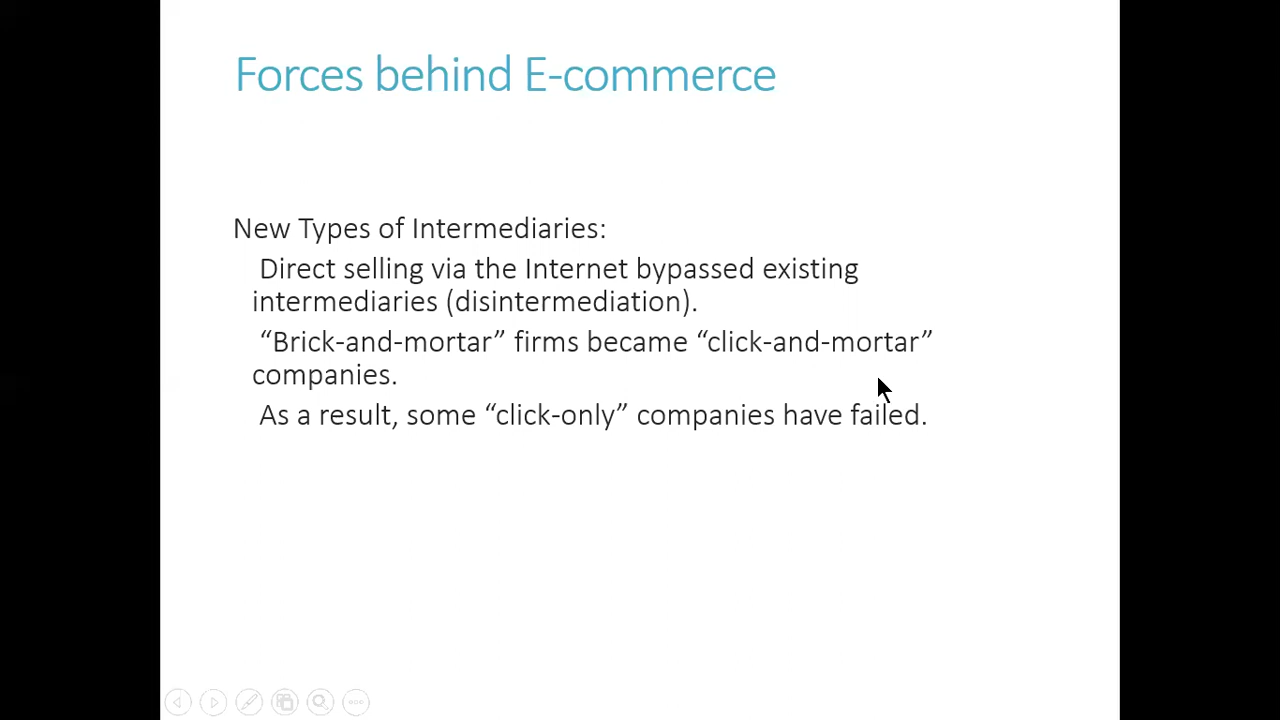 Forces behind E-commerce
New Types of Intermediaries:
Direct selling via the Internet bypassed existing
intermediaries (disintermediation).
“Brick-and-mortar” firms became “click-and-mortar”
companies.
As a result, some “click-only” companies have failed.